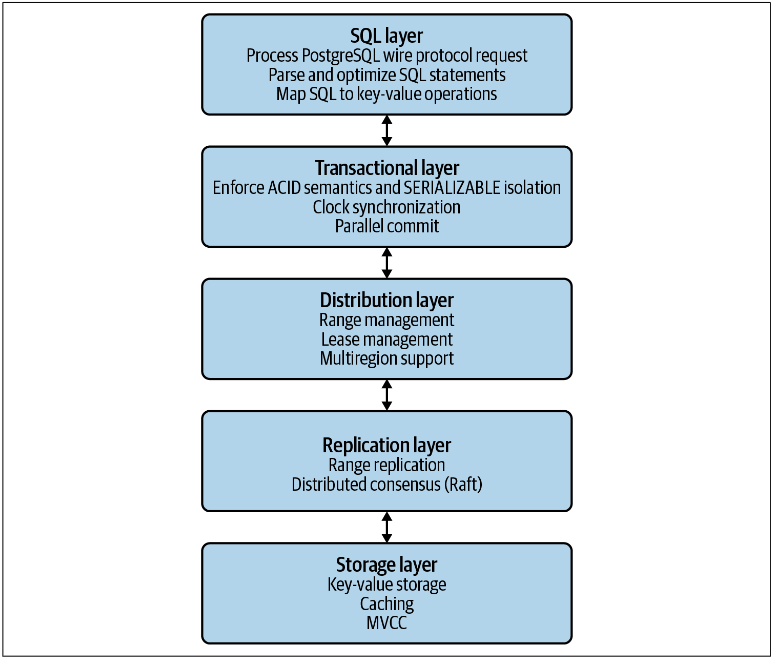 SQL layer
Process PostgreSQL wire protocol request
Parse and optimize SQL statements
Map SQL to key-value operations
Transactional layer
Enforce ACID semantics and SERIALIZABLE isolation
Clock synchronization
Parallel commit
Distribution layer
Range management
Lease management
Multiregion support
Replication layer
Range replication
Distributed consensus (Raft)
Storage layer
Key-value storage
Caching
MVCC